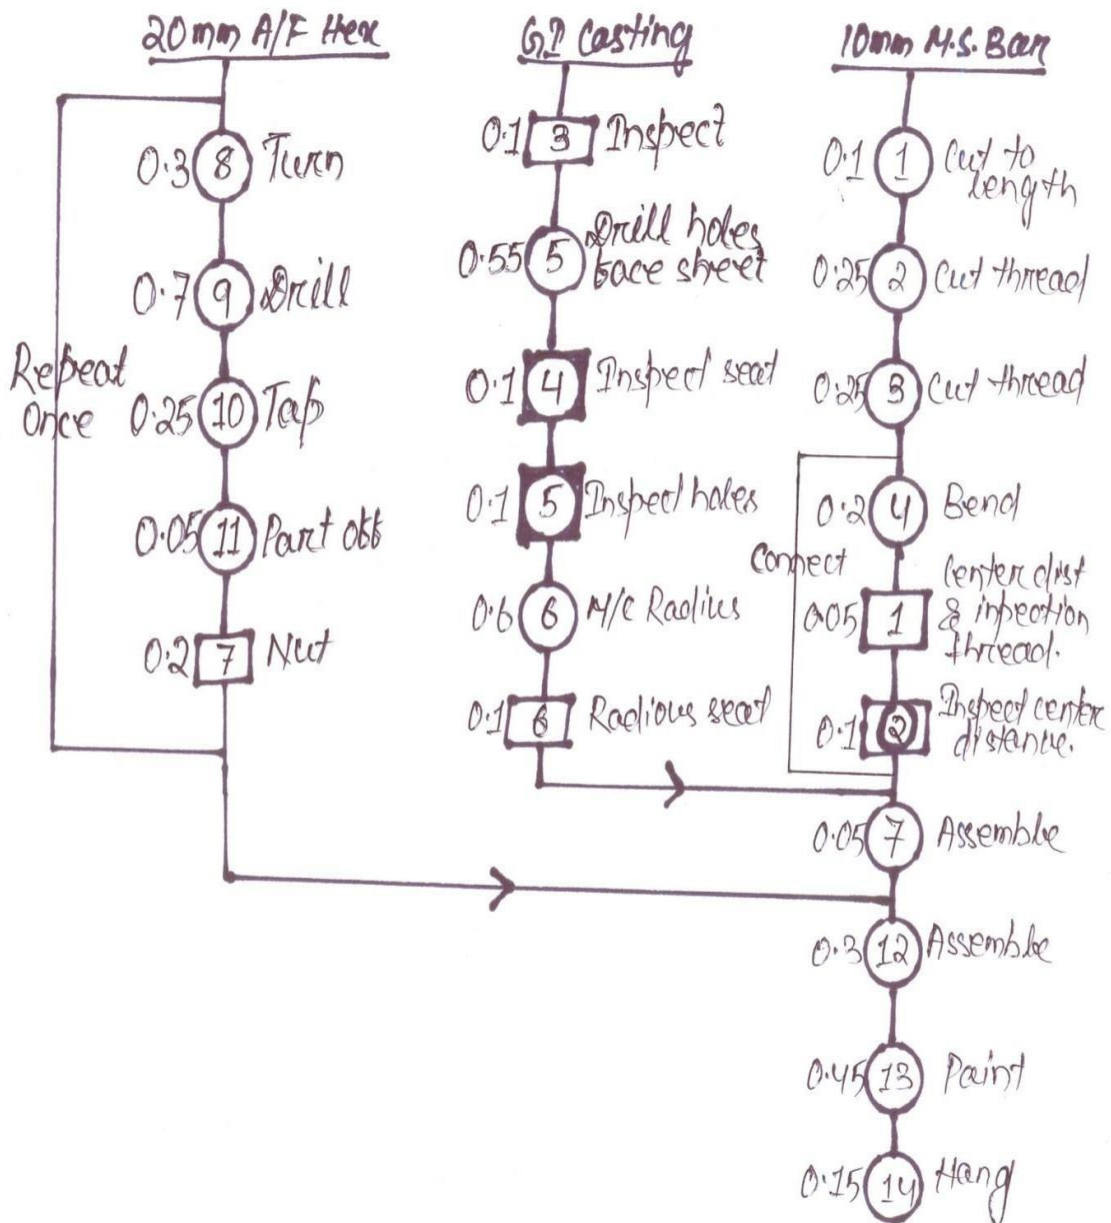 20mm A/F Hex
0.3 8 Turn
0.7 9 Drill
Repeat
Once
0.25 10 Tap
0.05 11 Part off
0.2 7 Nut
G.I Casting
0.1 3 Inspect
0.55 5 Drill holes
face sheet
0.1 4 Inspect seat
0.1 5 Inspect holes
0.6 6 M/C Radius
0.1 6 Radious seat
10mm M.S. Bar
0.1 1 Cut to
length
0.25 2 Cut thread
0.25 3 Cut thread
0.2 4 Bend
Connect
0.05 1 Center dist
& inpection
thread.
0.1 2 Inspect center
distance.
0.05 7 Assemble
0.3 12 Assemble
0.45 13 Paint
0.15 14 Hang